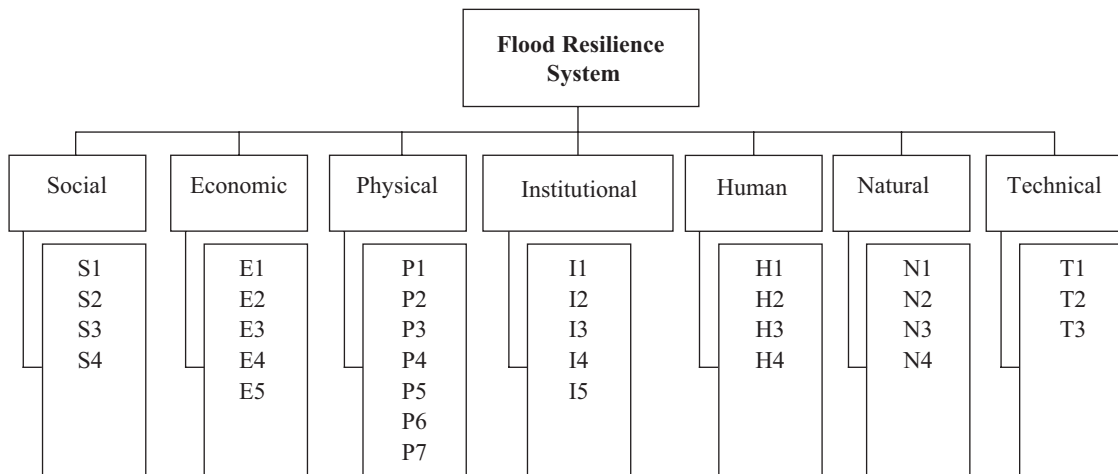 Flood Resilience
System
Social
Economic
Physical
Institutional
Human
Natural
Technical
S1
S2
S3
S4
E1
E2
E3
E4
E5
P1
P2
P3
P4
P5
P6
P7
I1
I2
I3
I4
I5
H1
H2
H3
H4
N1
N2
N3
N4
T1
T2
T3